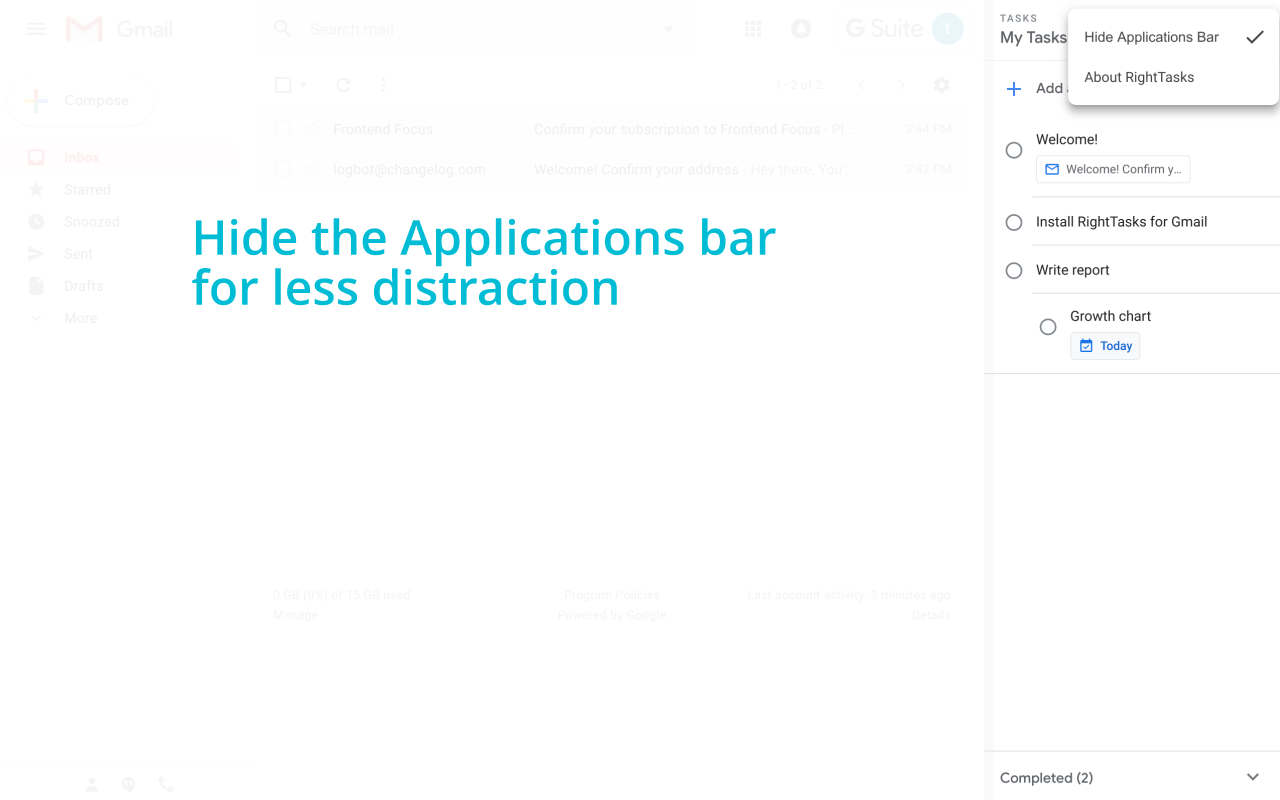 Gmail
Search mail
G Suite
t
TASKS
My Tasks
Hide Applications Bar
About RightTasks
Compose
1–2 of 2
Add
Inbox
Starred
Snoozed
Sent
Drafts
More
Frontend Focus Confirm your subscription to Frontend Focus - Pl... 3:44 PM
logbot@changelog.com Welcome! Confirm your address - Hey there, You'... 3:42 PM
Welcome!
Welcome! Confirm y...
Install RightTasks for Gmail
Write report
Growth chart
Today
Hide the Applications bar
for less distraction
0 GB (0%) of 15 GB used
Manage
Program Policies
Powered by Google
Last account activity: 3 minutes ago
Details
Completed (2)